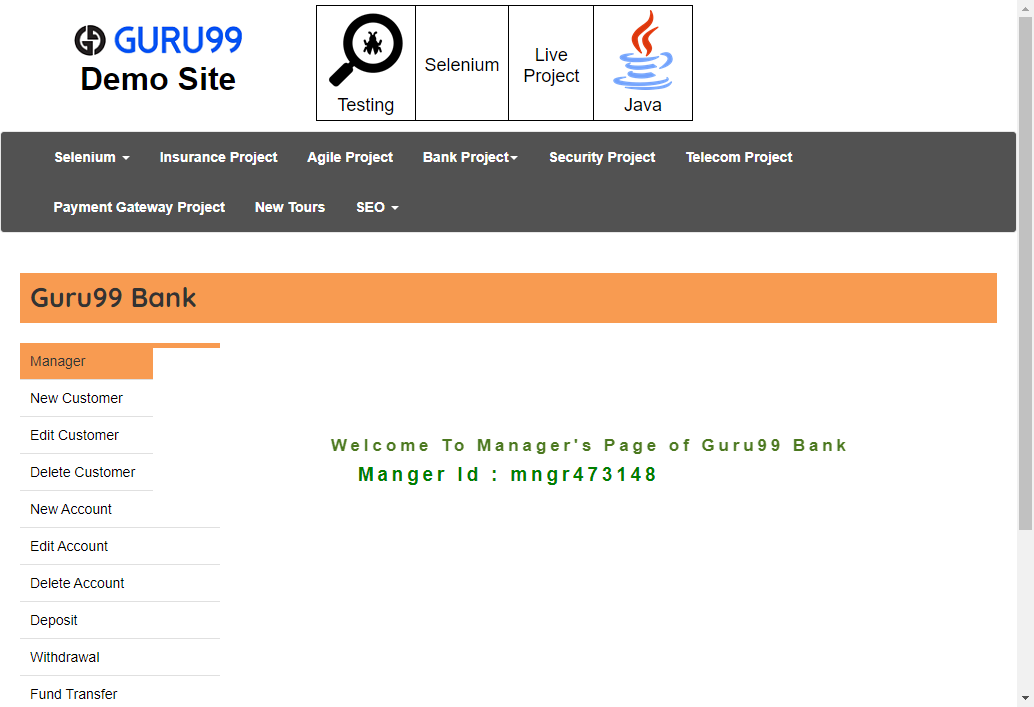 GURU99
Demo Site
Testing
Selenium
Live
Project
Java
Selenium
Insurance Project
Agile Project
Bank Project
Security Project
Telecom Project
Payment Gateway Project
New Tours
SEO
Guru99 Bank
Manager
New Customer
Edit Customer
Delete Customer
New Account
Edit Account
Delete Account
Deposit
Withdrawal
Fund Transfer
Welcome To Manager's Page of Guru99 Bank
Manger Id : mngr473148